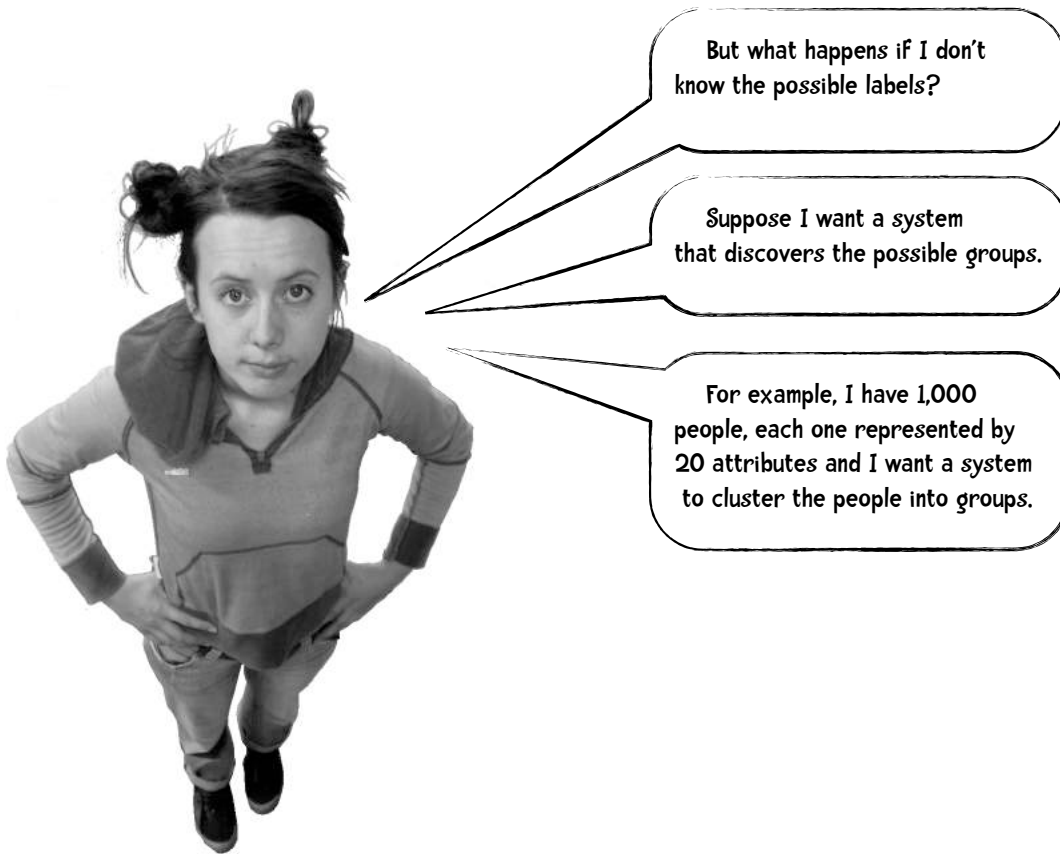 But what happens if I don't
know the possible labels?
Suppose I want a system
that discovers the possible groups.
For example, I have 1,000
people, each one represented by
20 attributes and I want a system
to cluster the people into groups.